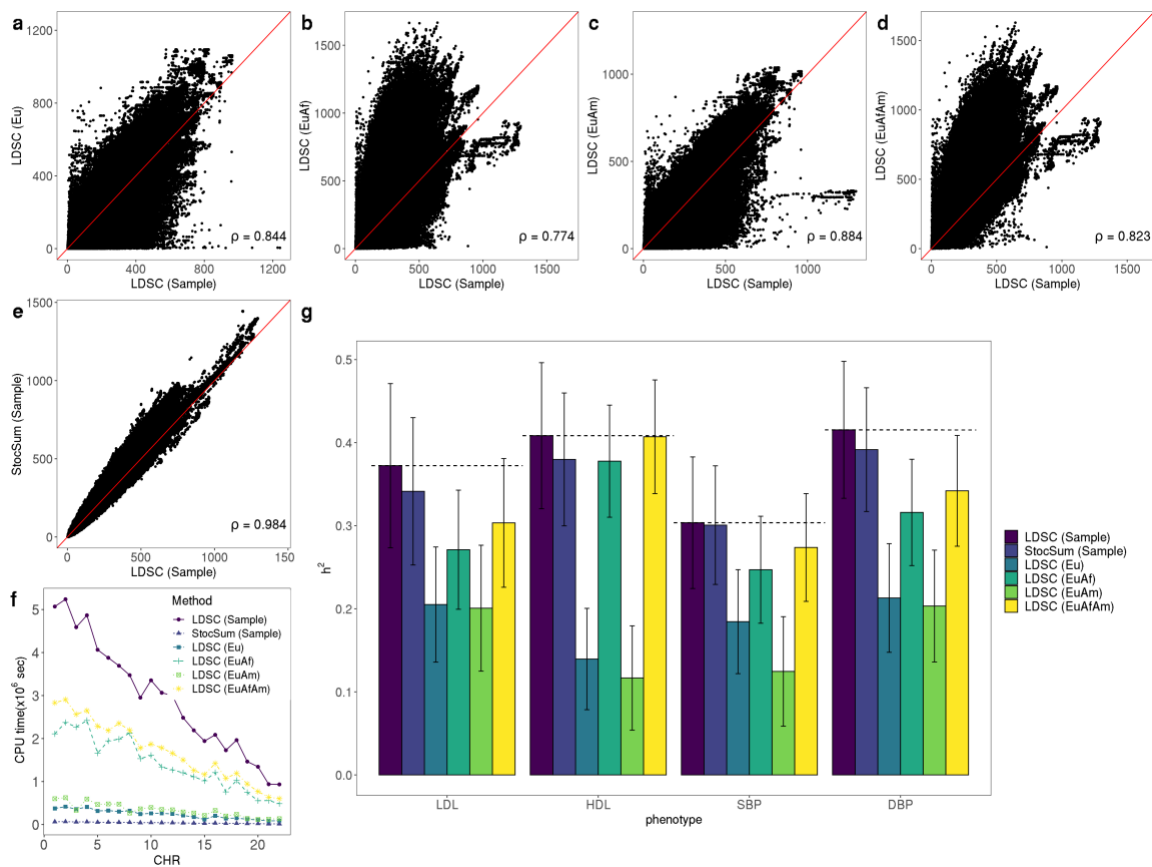 a
1200
800
400
0
LDSC (Eu)
ρ = 0.844
0 400 800 1200
LDSC (Sample)
b
1500
1000
500
0
LDSC (EuAf)
ρ = 0.774
0 500 1000 1500
LDSC (Sample)
c
1000
500
0
LDSC (EuAm)
ρ = 0.884
0 500 1000
LDSC (Sample)
d
1500
1000
500
0
LDSC (EuAfAm)
ρ = 0.823
0 500 1000 1500
LDSC (Sample)
e
1500
1000
500
0
StocSum (Sample)
ρ = 0.984
0 500 1000 150
LDSC (Sample)
f
5
4
3
2
1
0
CPU time(x10⁶ sec)
Method
LDSC (Sample)
StocSum (Sample)
LDSC (Eu)
LDSC (EuAf)
LDSC (EuAm)
LDSC (EuAfAm)
0 5 10 15 20
CHR
g
0.5
0.4
0.3
0.2
0.1
0.0
h²
LDL HDL SBP DBP
phenotype
LDSC (Sample)
StocSum (Sample)
LDSC (Eu)
LDSC (EuAf)
LDSC (EuAm)
LDSC (EuAfAm)